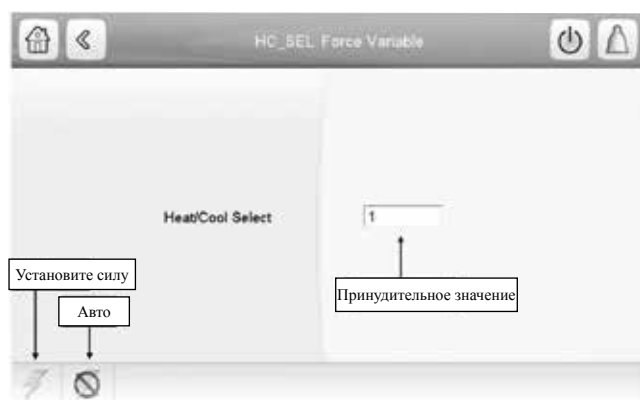 HC_SEL Force Variable
Heat/Cool Select
1
Установите силу
Принудительное значение
Авто